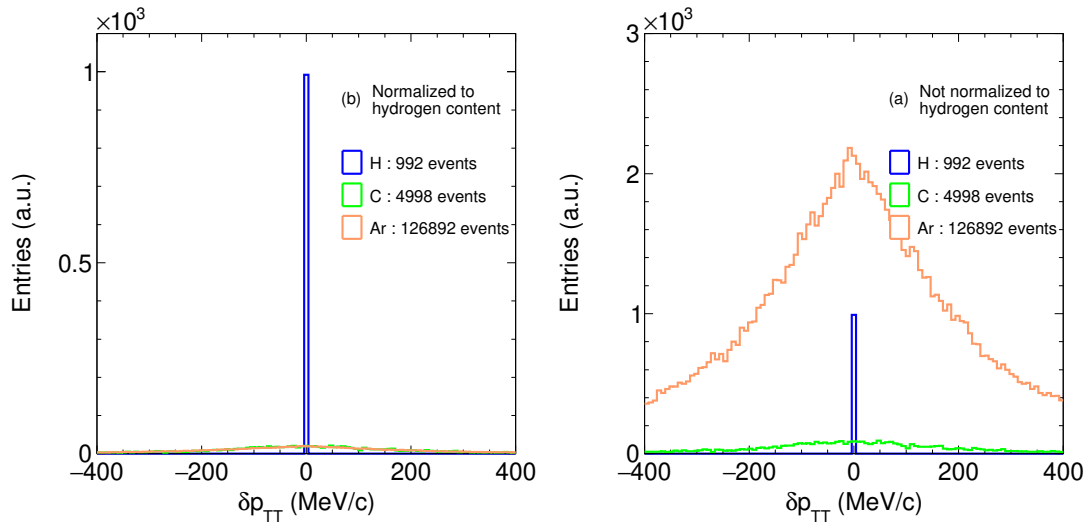 ×10³
1
0.5
0
Entries (a.u.)
(b) Normalized to
hydrogen content
H : 992 events
C : 4998 events
Ar : 126892 events
−400 −200 0 200 400
δp_TT (MeV/c)
×10³
3
2
1
0
Entries (a.u.)
(a) Not normalized to
hydrogen content
H : 992 events
C : 4998 events
Ar : 126892 events
−400 −200 0 200 400
δp_TT (MeV/c)